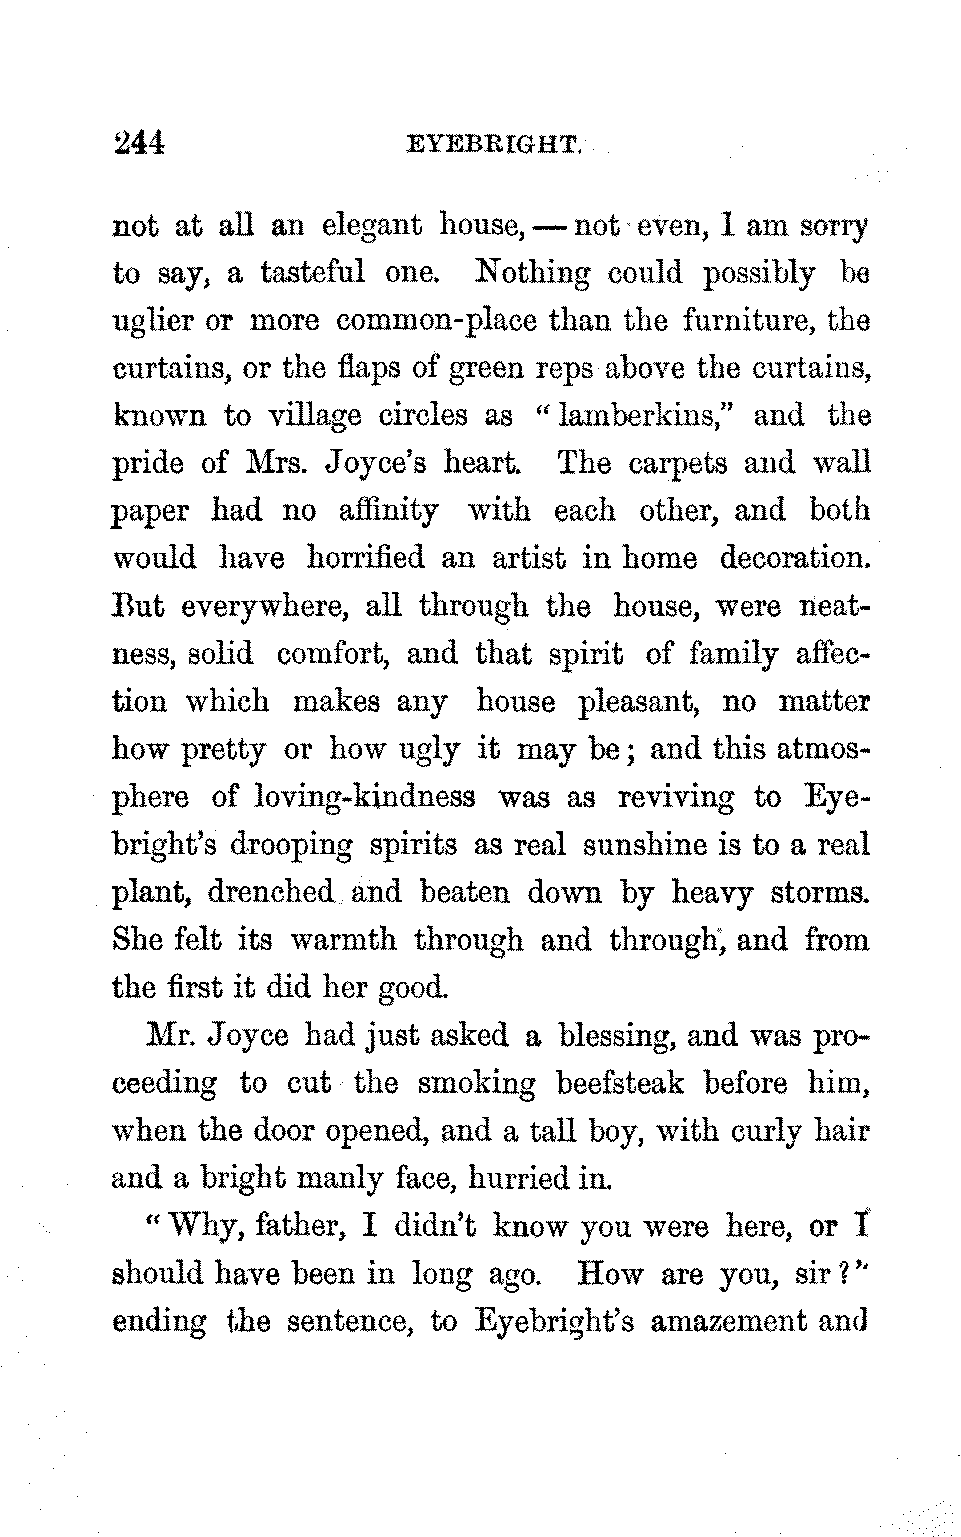 244 EYEBRIGHT.
not at all an elegant house, — not even, I am sorry
to say, a tasteful one. Nothing could possibly be
uglier or more common-place than the furniture, the
curtains, or the flaps of green reps above the curtains,
known to village circles as “ lamberkins,” and the
pride of Mrs. Joyce’s heart. The carpets and wall
paper had no affinity with each other, and both
would have horrified an artist in home decoration.
But everywhere, all through the house, were neat-
ness, solid comfort, and that spirit of family affec-
tion which makes any house pleasant, no matter
how pretty or how ugly it may be ; and this atmos-
phere of loving-kindness was as reviving to Eye-
bright’s drooping spirits as real sunshine is to a real
plant, drenched and beaten down by heavy storms.
She felt its warmth through and through, and from
the first it did her good.
Mr. Joyce had just asked a blessing, and was pro-
ceeding to cut the smoking beefsteak before him,
when the door opened, and a tall boy, with curly hair
and a bright manly face, hurried in.
“ Why, father, I didn’t know you were here, or I
should have been in long ago. How are you, sir ? ”
ending the sentence, to Eyebright’s amazement and